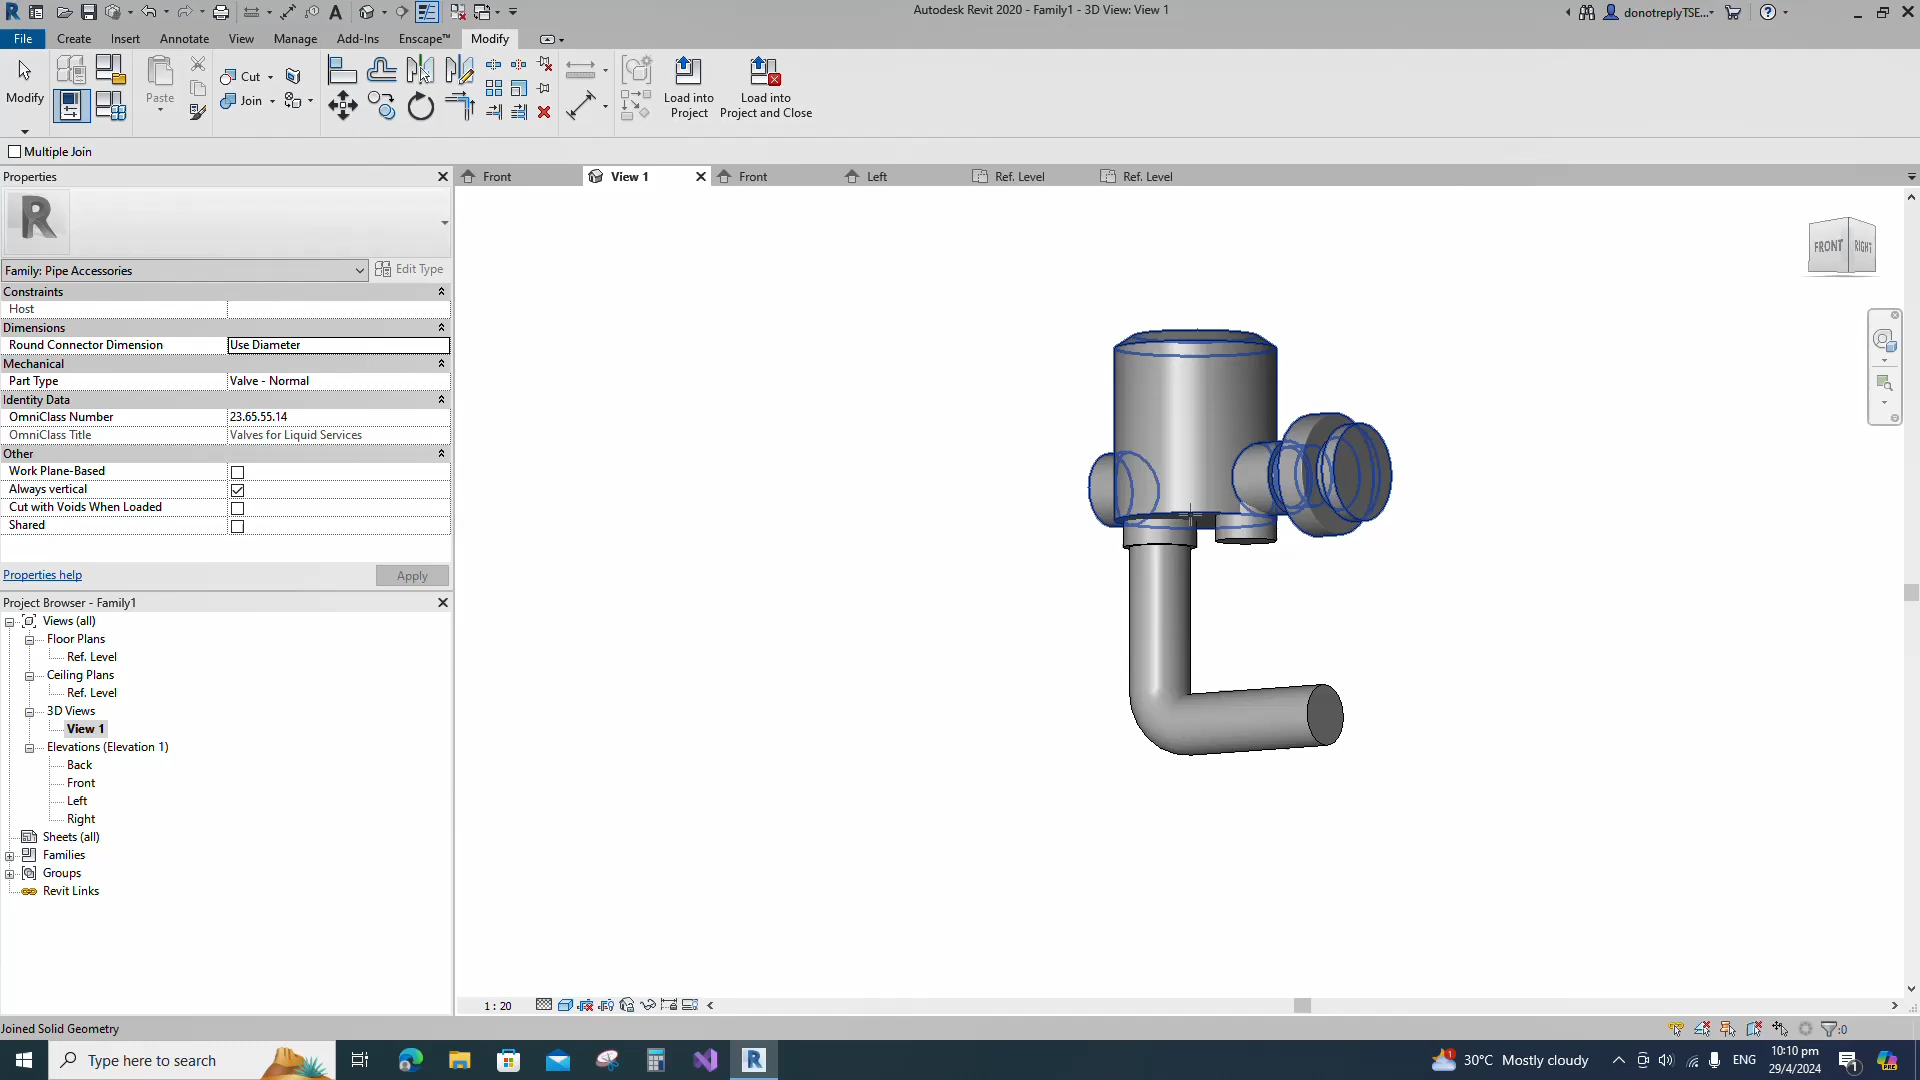 Autodesk Revit 2020 - Family1 - 3D View: View 1
donotreplyTSE...
File
Create
Insert
Annotate
View
Manage
Add-Ins
Enscape™
Modify
Modify
Paste
Cut
Join
Load into
Project
Load into
Project and Close
Multiple Join
Properties
Front
View 1
Front
Left
Ref. Level
Ref. Level
Family: Pipe Accessories
Edit Type
Constraints
Host
Dimensions
Round Connector Dimension
Use Diameter
Mechanical
Part Type
Valve - Normal
Identity Data
OmniClass Number
23.65.55.14
OmniClass Title
Valves for Liquid Services
Other
Work Plane-Based
Always vertical
Cut with Voids When Loaded
Shared
Properties help
Apply
Project Browser - Family1
Views (all)
Floor Plans
Ref. Level
Ceiling Plans
Ref. Level
3D Views
View 1
Elevations (Elevation 1)
Back
Front
Left
Right
Sheets (all)
Families
Groups
Revit Links
FRONT
RIGHT
1 : 20
Joined Solid Geometry
:0
Type here to search
30°C Mostly cloudy
ENG
10:10 pm
29/4/2024